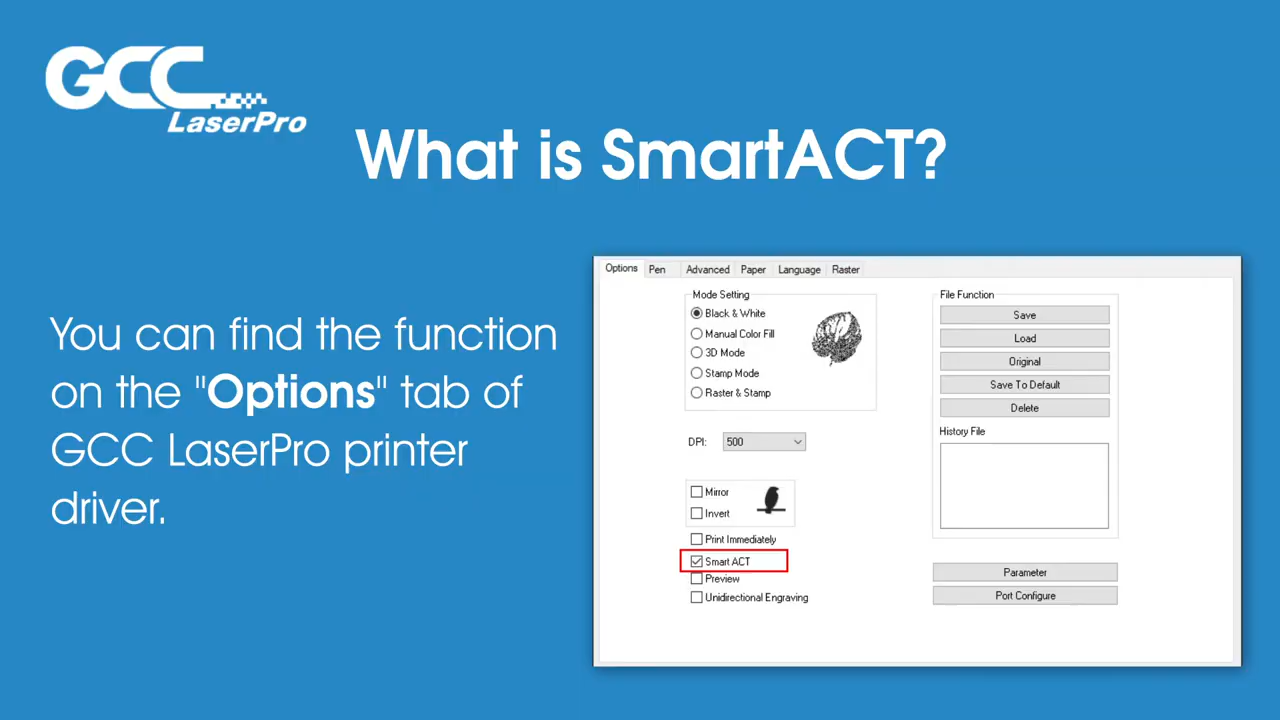 GCC
LaserPro
What is SmartACT?
You can find the function
on the "Options" tab of
GCC LaserPro printer
driver.
Options Pen Advanced Paper Language Raster
Mode Setting
Black & White
Manual Color Fill
3D Mode
Stamp Mode
Raster & Stamp
DPI: 500
Mirror
Invert
Print Immediately
Smart ACT
Preview
Unidirectional Engraving
File Function
Save
Load
Original
Save To Default
Delete
History File
Parameter
Port Configure